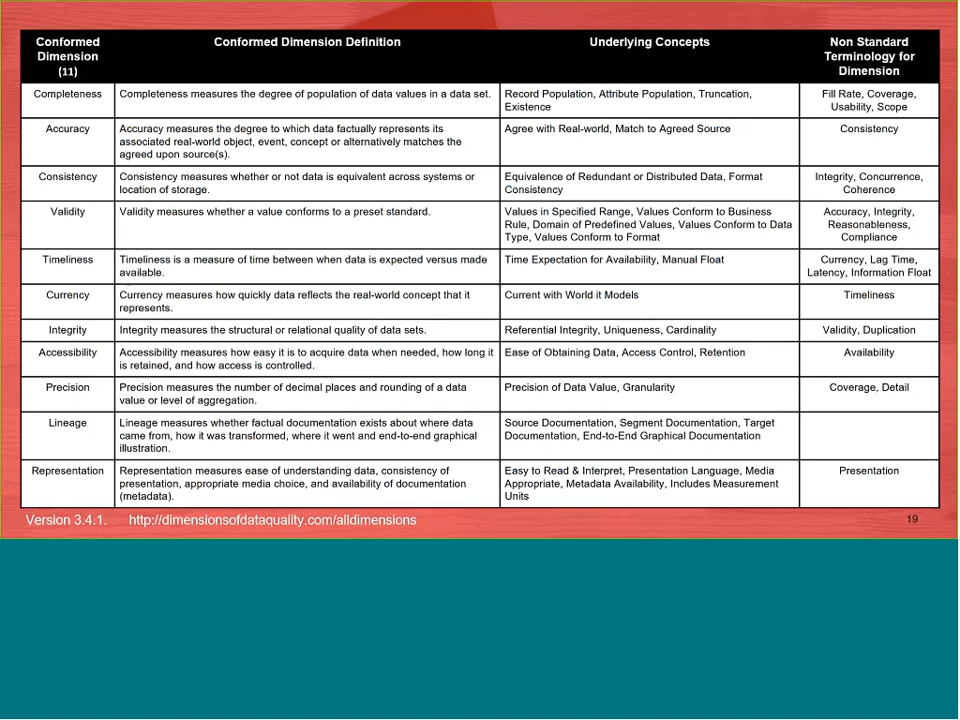 Conformed
Dimension
(11)
Conformed Dimension Definition
Underlying Concepts
Non Standard
Terminology for
Dimension
Completeness
Completeness measures the degree of population of data values in a data set.
Record Population, Attribute Population, Truncation,
Existence
Fill Rate, Coverage,
Usability, Scope
Accuracy
Accuracy measures the degree to which data factually represents its
associated real-world object, event, concept or alternatively matches the
agreed upon source(s).
Agree with Real-world, Match to Agreed Source
Consistency
Consistency
Consistency measures whether or not data is equivalent across systems or
location of storage.
Equivalence of Redundant or Distributed Data, Format
Consistency
Integrity, Concurrence,
Coherence
Validity
Validity measures whether a value conforms to a preset standard.
Values in Specified Range, Values Conform to Business
Rule, Domain of Predefined Values, Values Conform to Data
Type, Values Conform to Format
Accuracy, Integrity,
Reasonableness,
Compliance
Timeliness
Timeliness is a measure of time between when data is expected versus made
available.
Time Expectation for Availability, Manual Float
Currency, Lag Time,
Latency, Information Float
Currency
Currency measures how quickly data reflects the real-world concept that it
represents.
Current with World it Models
Timeliness
Integrity
Integrity measures the structural or relational quality of data sets.
Referential Integrity, Uniqueness, Cardinality
Validity, Duplication
Accessibility
Accessibility measures how easy it is to acquire data when needed, how long it
is retained, and how access is controlled.
Ease of Obtaining Data, Access Control, Retention
Availability
Precision
Precision measures the number of decimal places and rounding of a data
value or level of aggregation.
Precision of Data Value, Granularity
Coverage, Detail
Lineage
Lineage measures whether factual documentation exists about where data
came from, how it was transformed, where it went and end-to-end graphical
illustration.
Source Documentation, Segment Documentation, Target
Documentation, End-to-End Graphical Documentation
Representation
Representation measures ease of understanding data, consistency of
presentation, appropriate media choice, and availability of documentation
(metadata).
Easy to Read & Interpret, Presentation Language, Media
Appropriate, Metadata Availability, Includes Measurement
Units
Presentation
Version 3.4.1. http://dimensionsofdataquality.com/alldimensions
19